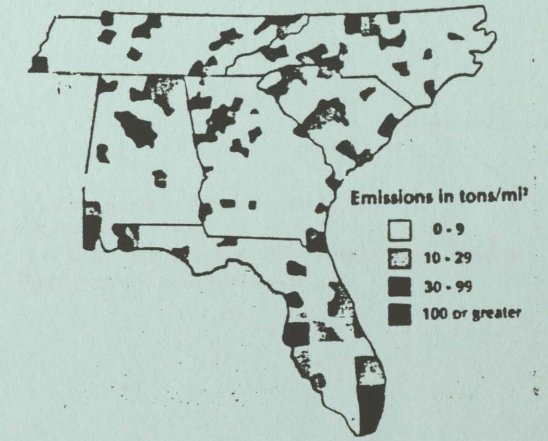 Emissions in tons/mi²
0 - 9
10 - 29
30 - 99
100 or greater